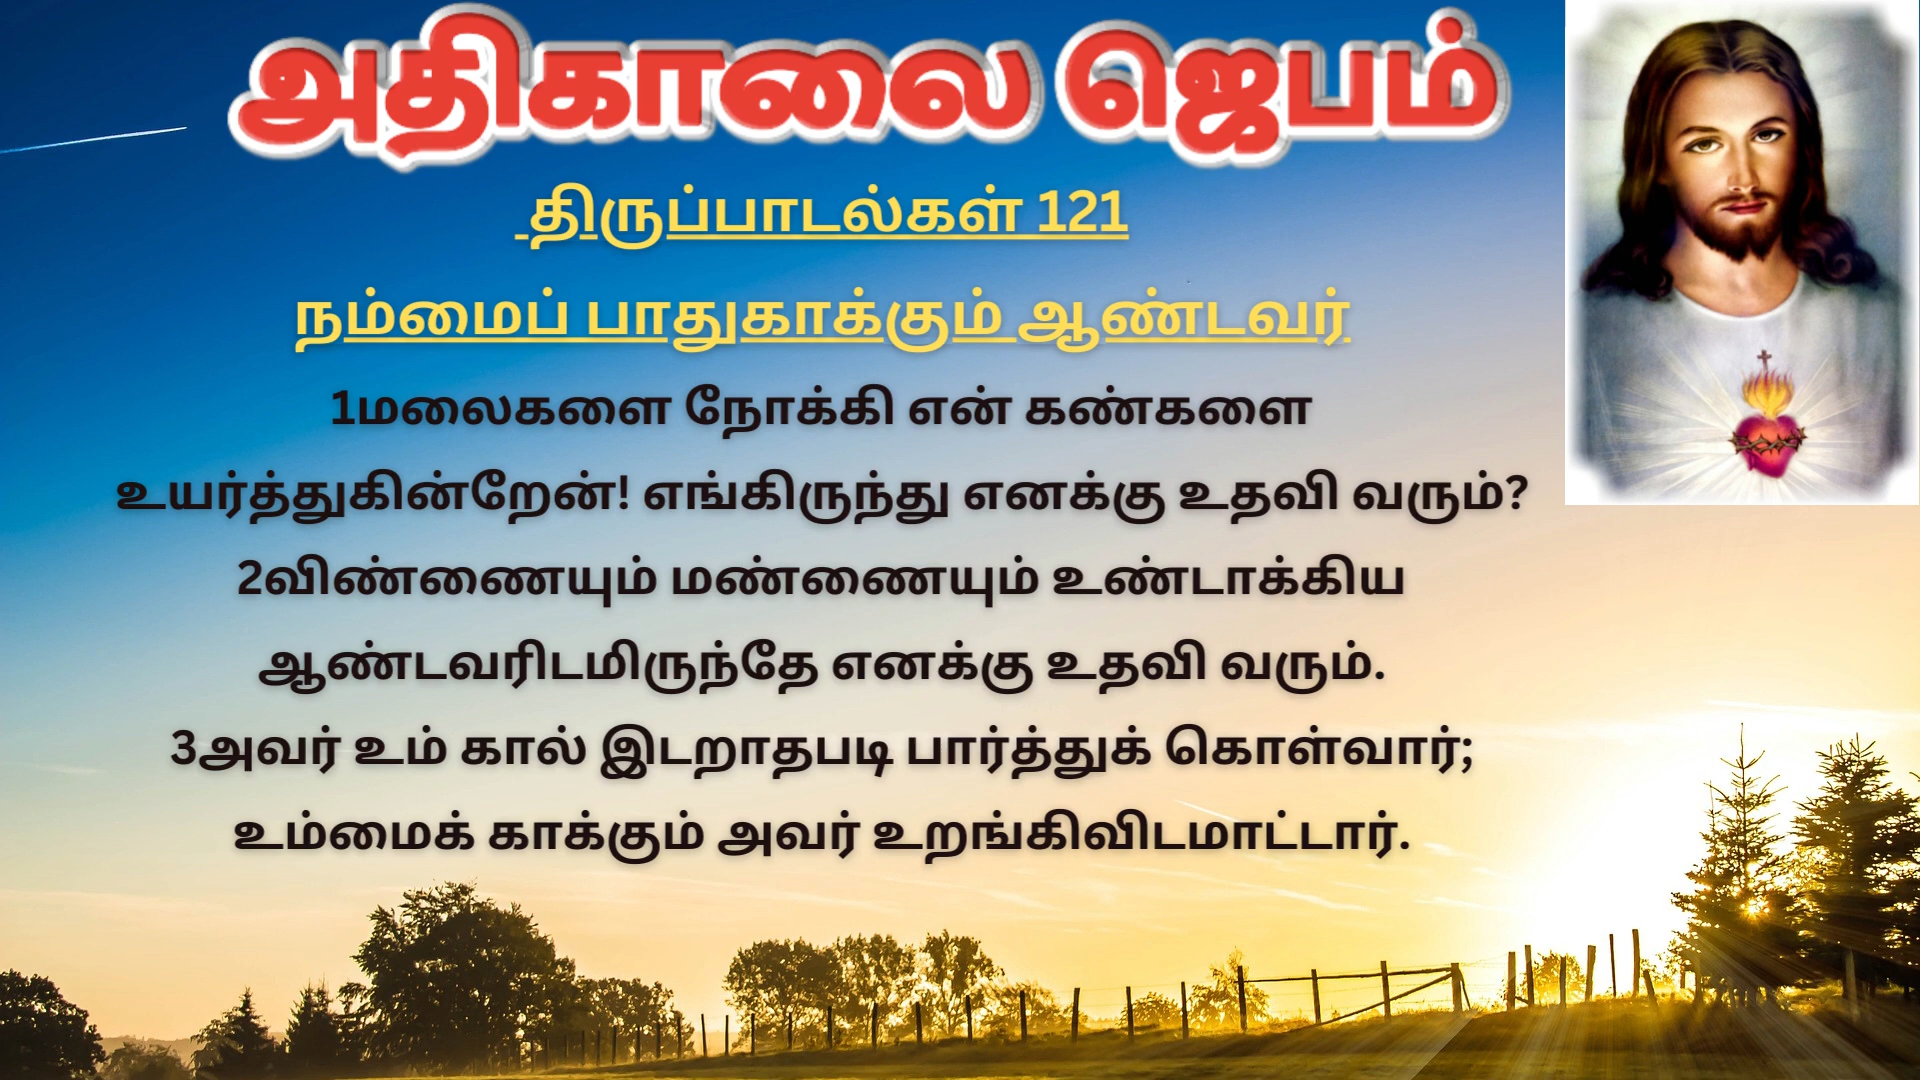 அதிகாலை ஜெபம்
திருப்பாடல்கள் 121
நம்மைப் பாதுகாக்கும் ஆண்டவர்
1மலைகளை நோக்கி என் கண்களை
உயர்த்துகின்றேன்! எங்கிருந்து எனக்கு உதவி வரும்?
2விண்ணையும் மண்ணையும் உண்டாக்கிய
ஆண்டவரிடமிருந்தே எனக்கு உதவி வரும்.
3அவர் உம் கால் இடறாதபடி பார்த்துக் கொள்வார்;
உம்மைக் காக்கும் அவர் உறங்கிவிடமாட்டார்.